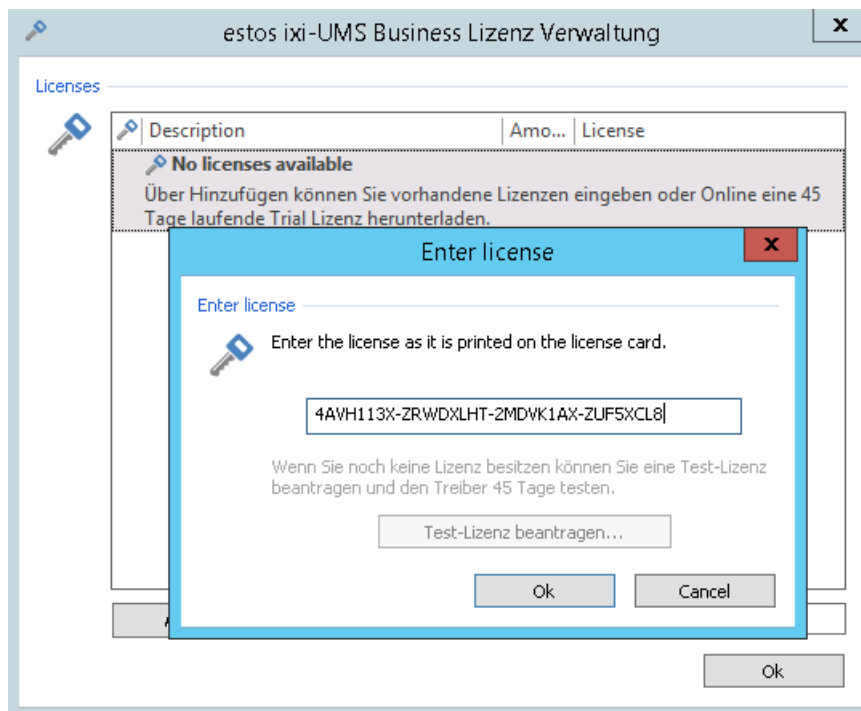 estos ixi-UMS Business Lizenz Verwaltung
x
Licenses
Description Amo... License
No licenses available
Über Hinzufügen können Sie vorhandene Lizenzen eingeben oder Online eine 45
Tage laufende Trial Lizenz herunterladen.
Enter license
x
Enter license
Enter the license as it is printed on the license card.
4AVH113X-ZRWDXLHT-2MDVK1AX-ZUF5XCL8
Wenn Sie noch keine Lizenz besitzen können Sie eine Test-Lizenz
beantragen und den Treiber 45 Tage testen.
Test-Lizenz beantragen...
Ok Cancel
Ok